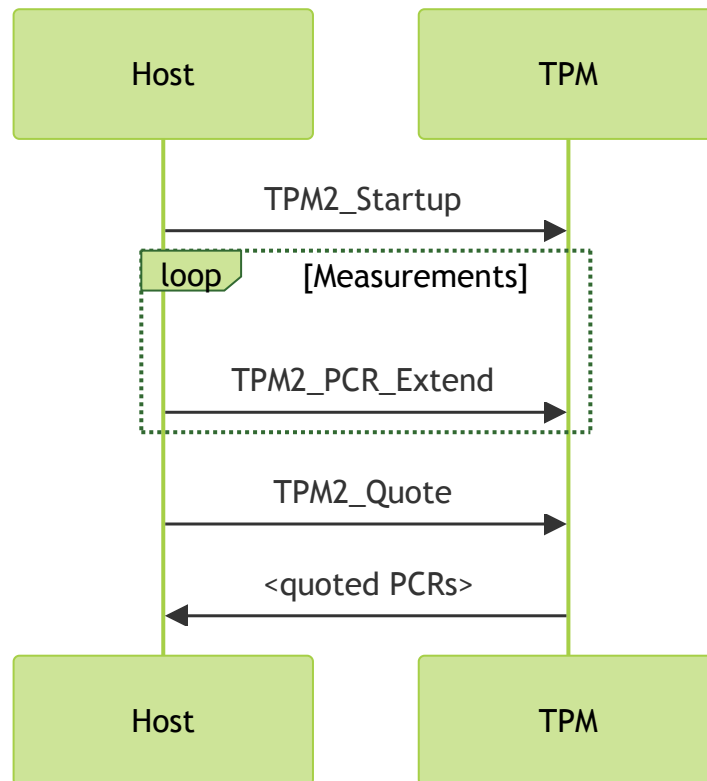 Host
TPM
TPM2_Startup
loop
[Measurements]
TPM2_PCR_Extend
TPM2_Quote
<quoted PCRs>
Host
TPM